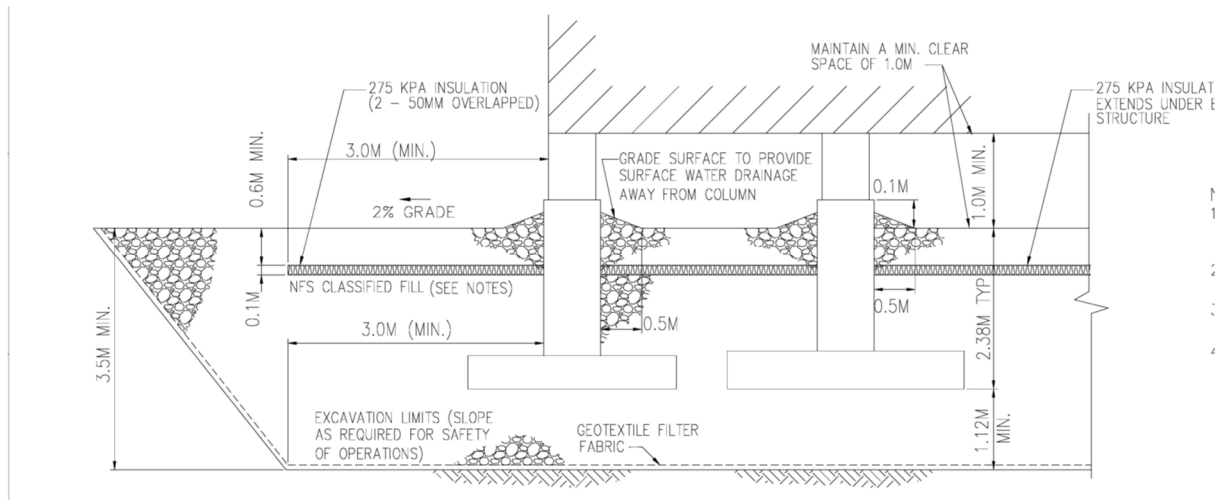 MAINTAIN A MIN. CLEAR
SPACE OF 1.0M
275 KPA INSULATION
(2 - 50MM OVERLAPPED)
275 KPA INSULAT
EXTENDS UNDER
STRUCTURE
3.0M (MIN.)
0.6M MIN.
2% GRADE
GRADE SURFACE TO PROVIDE
SURFACE WATER DRAINAGE
AWAY FROM COLUMN
0.1M
1.0M MIN.
NFS CLASSIFIED FILL (SEE NOTES)
0.1M
3.0M (MIN.)
0.5M
0.5M
2.38M TYP
3.5M MIN.
EXCAVATION LIMITS (SLOPE
AS REQUIRED FOR SAFETY
OF OPERATIONS)
GEOTEXTILE FILTER
FABRIC
1.12M
MIN.
1
2
4